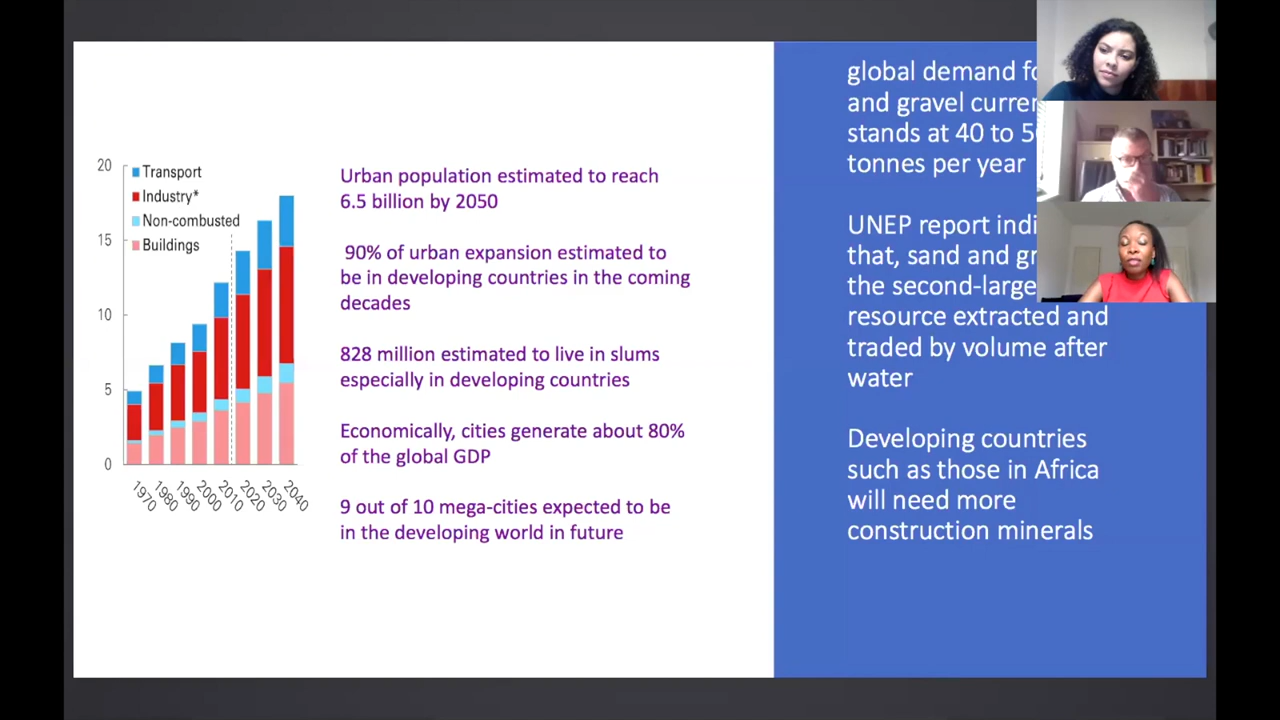 20
15
10
5
0
Transport
Industry*
Non-combusted
Buildings
1970
1980
1990
2000
2010
2020
2030
2040
Urban population estimated to reach
6.5 billion by 2050
90% of urban expansion estimated to
be in developing countries in the coming
decades
828 million estimated to live in slums
especially in developing countries
Economically, cities generate about 80%
of the global GDP
9 out of 10 mega-cities expected to be
in the developing world in future
global demand
and gravel
stands at 40 to
tonnes per year
UNEP report
that, sand and
the
resource extracted and
traded by volume after
water
Developing countries
such as those in Africa
will need more
construction minerals